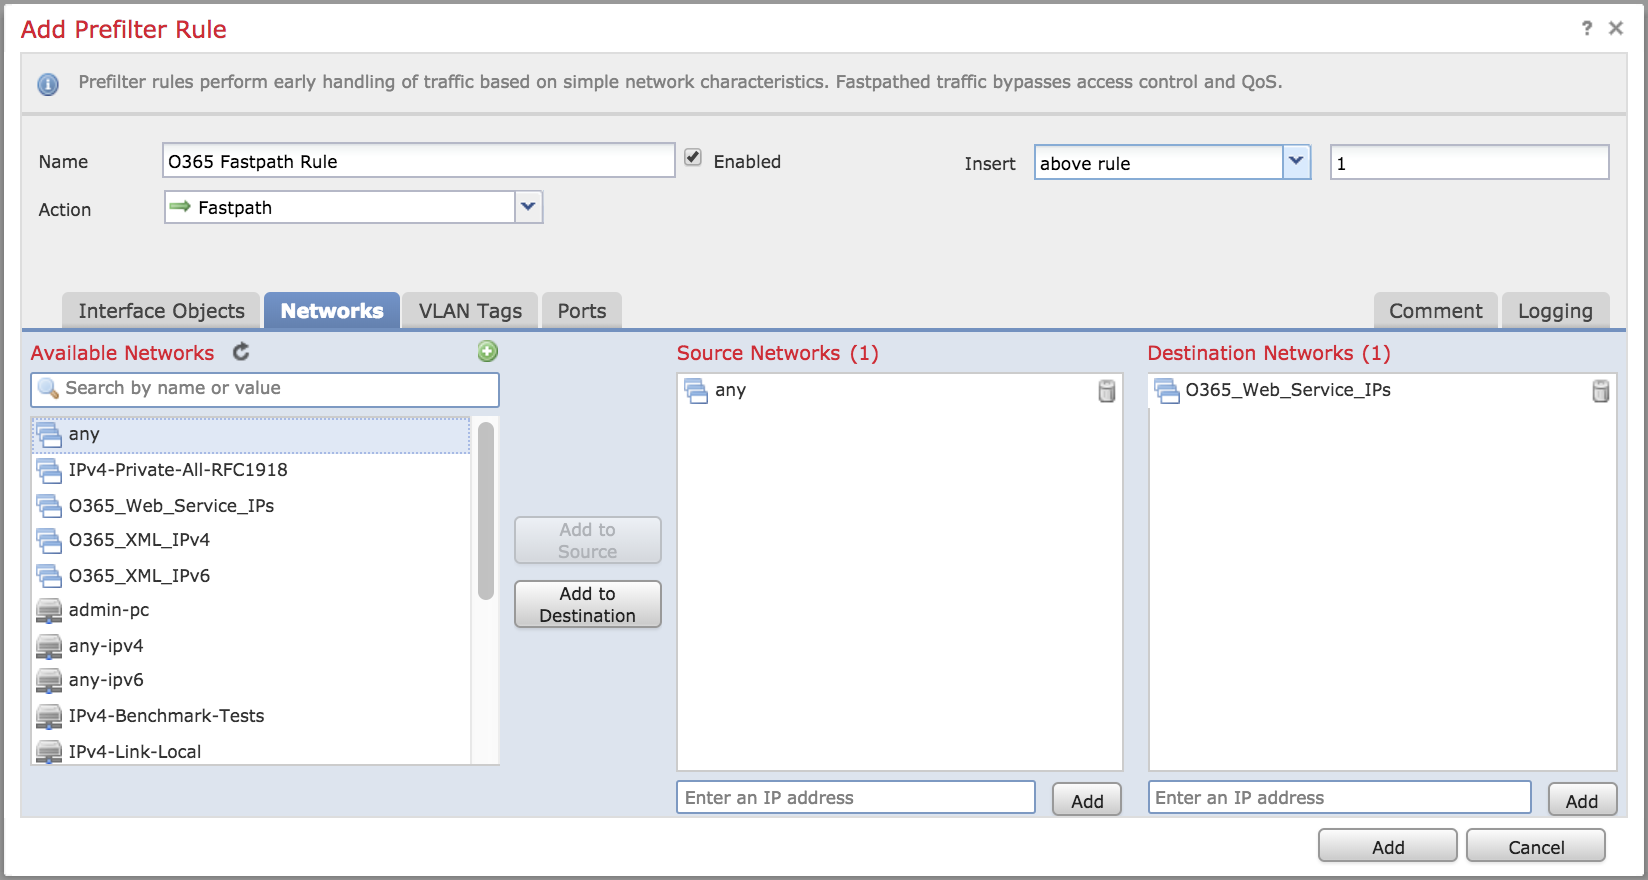 Add Prefilter Rule
?
Prefilter rules perform early handling of traffic based on simple network characteristics. Fastpathed traffic bypasses access control and QoS.
Name
O365 Fastpath Rule
Enabled
Insert
above rule
1
Action
Fastpath
Interface Objects
Networks
VLAN Tags
Ports
Comment
Logging
Available Networks
Search by name or value
any
IPv4-Private-All-RFC1918
O365_Web_Service_IPs
O365_XML_IPv4
O365_XML_IPv6
admin-pc
any-ipv4
any-ipv6
IPv4-Benchmark-Tests
IPv4-Link-Local
Add to
Source
Add to
Destination
Source Networks (1)
any
Enter an IP address
Add
Destination Networks (1)
O365_Web_Service_IPs
Enter an IP address
Add
Add
Cancel